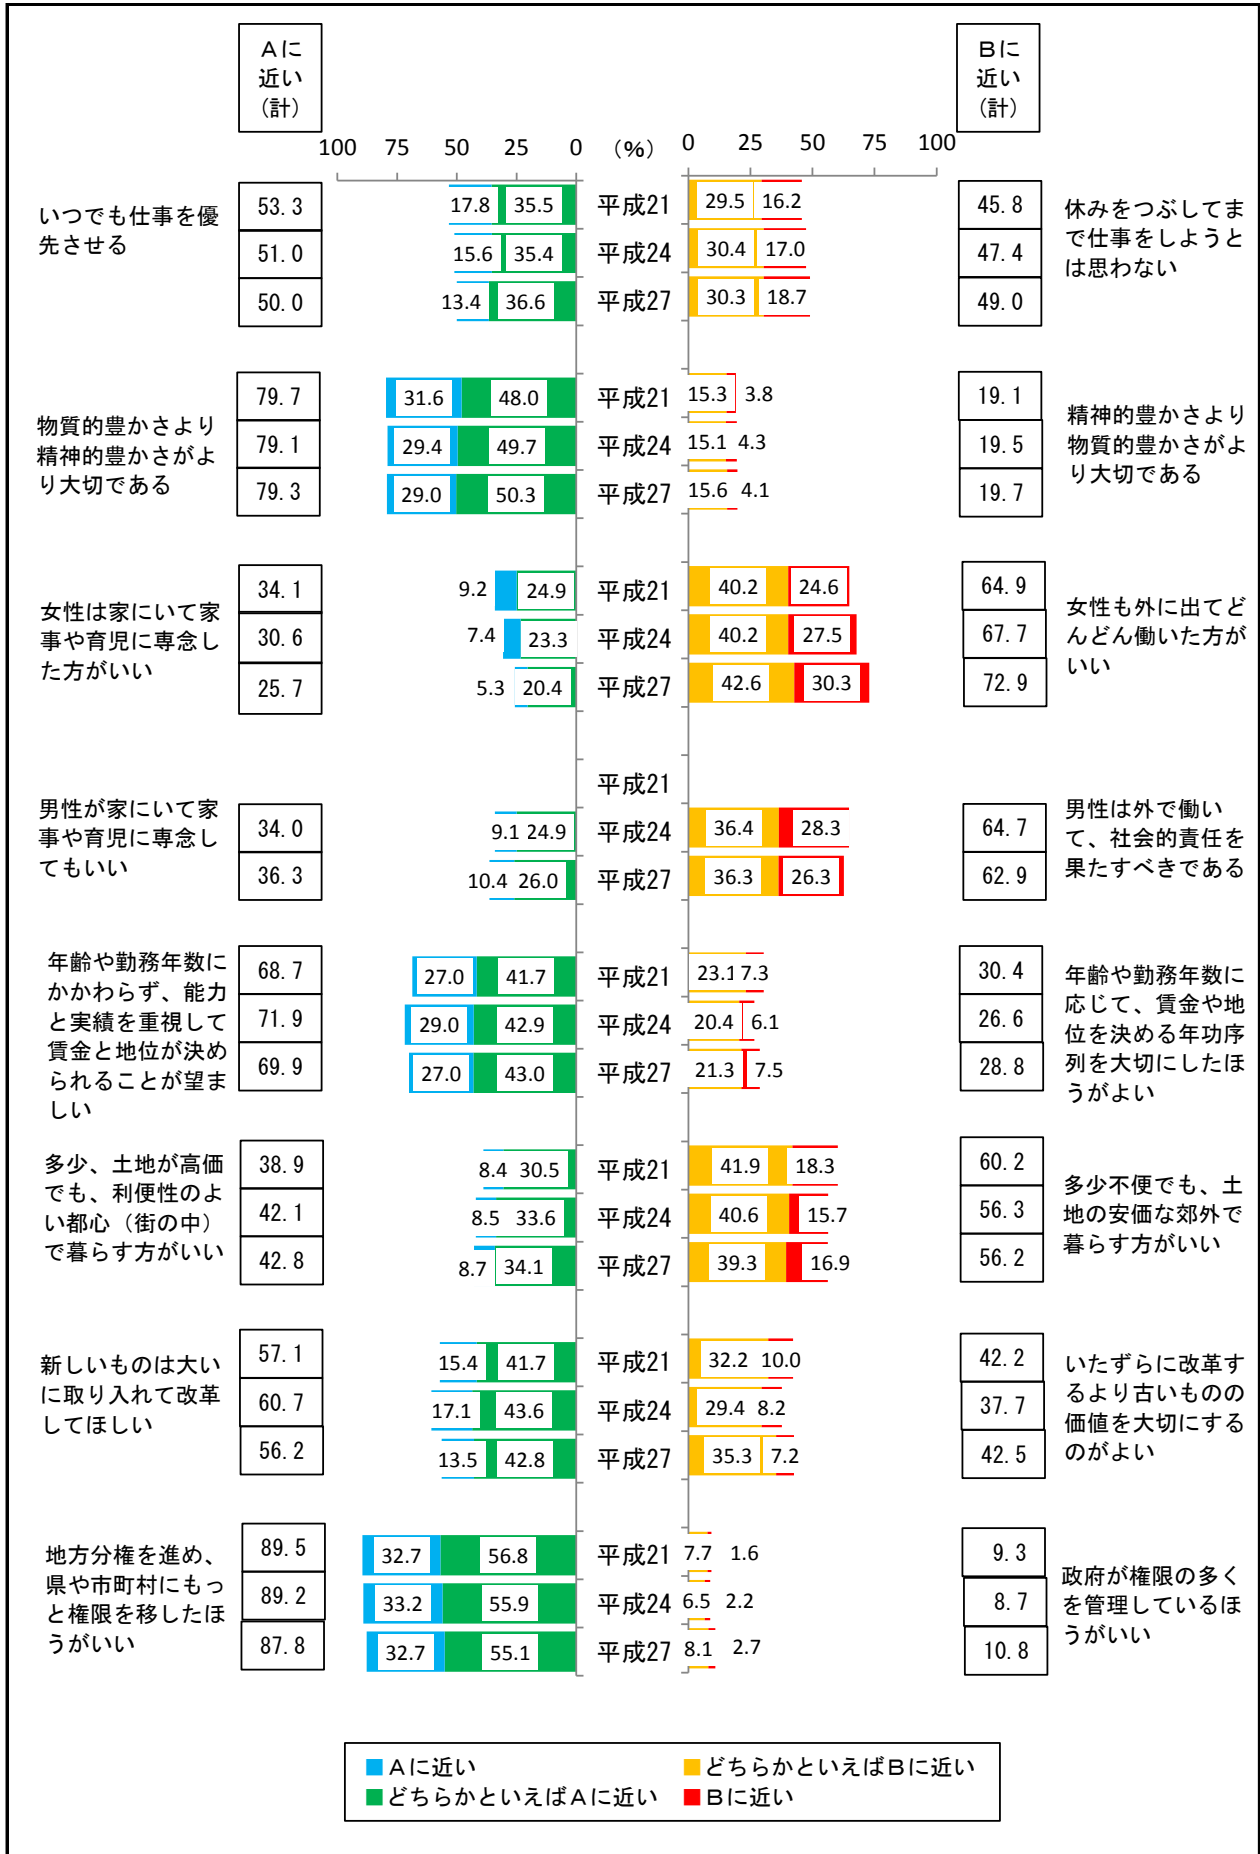 Aに
近い
(計)
Bに
近い
(計)
100 75 50 25 0 (%) 0 25 50 75 100
いつでも仕事を優
先させる
53.3 17.8 35.5 平成21 29.5 16.2 45.8
51.0 15.6 35.4 平成24 30.4 17.0 47.4
50.0 13.4 36.6 平成27 30.3 18.7 49.0
休みをつぶしてま
で仕事をしようと
は思わない
物質的豊かさより
精神的豊かさがよ
り大切である
79.7 31.6 48.0 平成21 15.3 3.8 19.1
79.1 29.4 49.7 平成24 15.1 4.3 19.5
79.3 29.0 50.3 平成27 15.6 4.1 19.7
精神的豊かさより
物質的豊かさがよ
り大切である
女性は家にいて家
事や育児に専念し
た方がいい
34.1 9.2 24.9 平成21 40.2 24.6 64.9
30.6 7.4 23.3 平成24 40.2 27.5 67.7
25.7 5.3 20.4 平成27 42.6 30.3 72.9
女性も外に出てど
んどん働いた方が
いい
男性が家にいて家
事や育児に専念し
てもいい
平成21
34.0 9.1 24.9 平成24 36.4 28.3 64.7
36.3 10.4 26.0 平成27 36.3 26.3 62.9
男性は外で働い
て、社会的責任を
果たすべきである
年齢や勤務年数に
かかわらず、能力
と実績を重視して
賃金と地位が決め
られることが望ま
しい
68.7 27.0 41.7 平成21 23.1 7.3 30.4
71.9 29.0 42.9 平成24 20.4 6.1 26.6
69.9 27.0 43.0 平成27 21.3 7.5 28.8
年齢や勤務年数に
応じて、賃金や地
位を決める年功序
列を大切にしたほ
うがよい
多少、土地が高価
でも、利便性のよ
い都心（街の中）
で暮らす方がいい
38.9 8.4 30.5 平成21 41.9 18.3 60.2
42.1 8.5 33.6 平成24 40.6 15.7 56.3
42.8 8.7 34.1 平成27 39.3 16.9 56.2
多少不便でも、土
地の安価な郊外で
暮らす方がいい
新しいものは大い
に取り入れて改革
してほしい
57.1 15.4 41.7 平成21 32.2 10.0 42.2
60.7 17.1 43.6 平成24 29.4 8.2 37.7
56.2 13.5 42.8 平成27 35.3 7.2 42.5
いたずらに改革す
るより古いものの
価値を大切にする
のがよい
地方分権を進め、
県や市町村にもっ
と権限を移したほ
うがいい
89.5 32.7 56.8 平成21 7.7 1.6 9.3
89.2 33.2 55.9 平成24 6.5 2.2 8.7
87.8 32.7 55.1 平成27 8.1 2.7 10.8
政府が権限の多く
を管理しているほ
うがいい
Aに近い どちらかといえばBに近い
どちらかといえばAに近い Bに近い